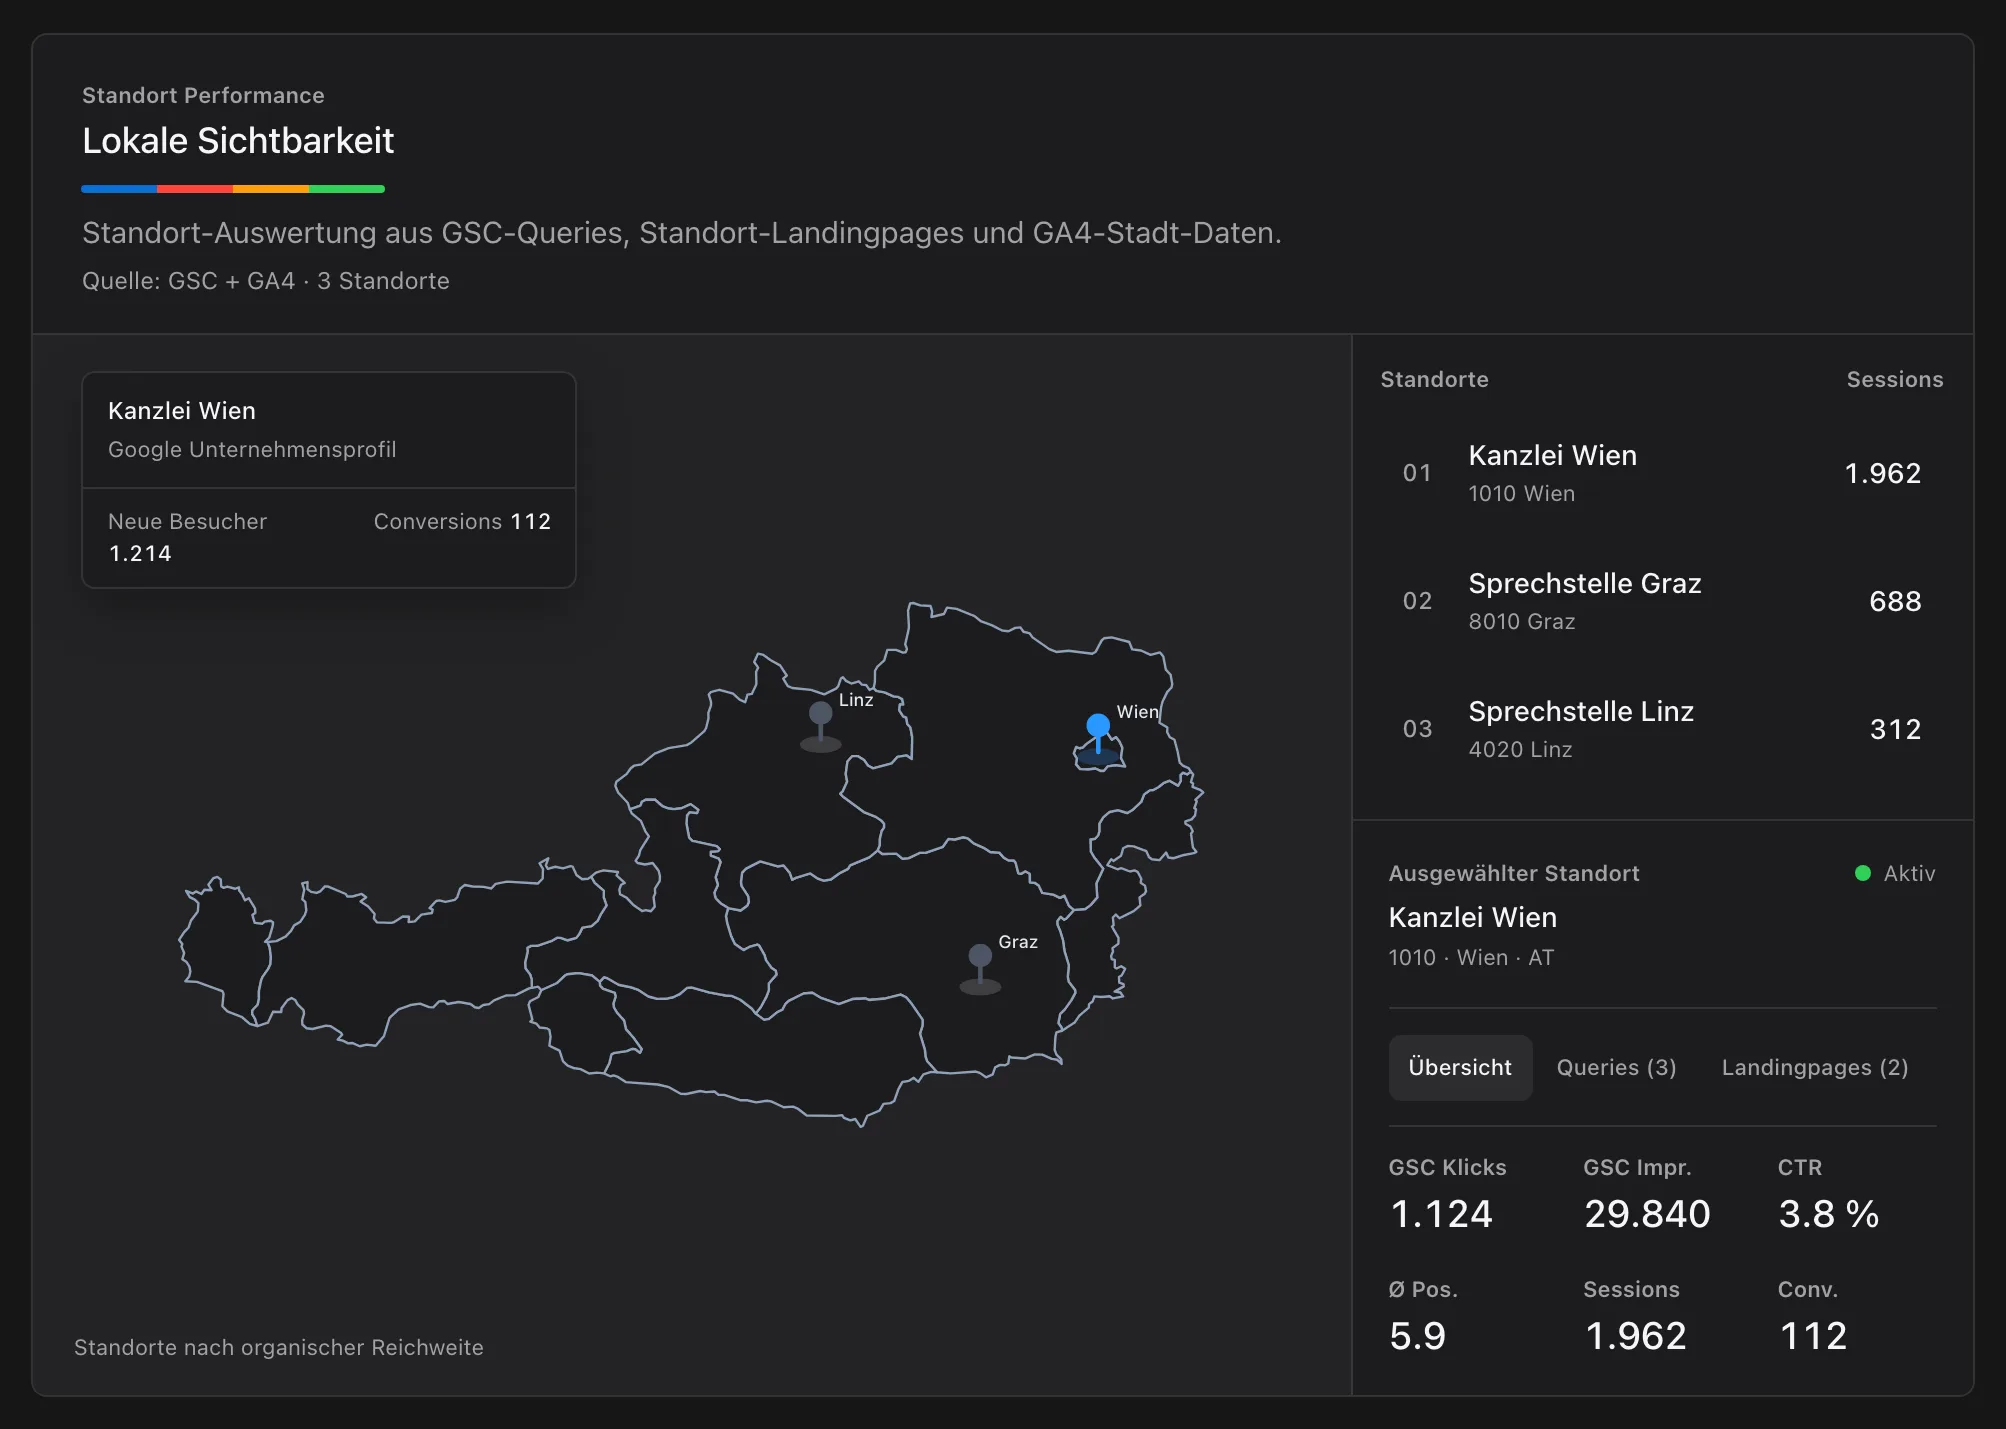 Standort Performance
Lokale Sichtbarkeit
Standort-Auswertung aus GSC-Queries, Standort-Landingpages und GA4-Stadt-Daten.
Quelle: GSC + GA4 · 3 Standorte
Kanzlei Wien
Google Unternehmensprofil
Neue Besucher
1.214
Conversions 112
Linz
Wien
Graz
Standorte nach organischer Reichweite
Standorte Sessions
01 Kanzlei Wien 1.962
1010 Wien
02 Sprechstelle Graz 688
8010 Graz
03 Sprechstelle Linz 312
4020 Linz
Ausgewählter Standort Aktiv
Kanzlei Wien
1010 · Wien · AT
Übersicht Queries (3) Landingpages (2)
GSC Klicks GSC Impr. CTR
1.124 29.840 3.8 %
Ø Pos. Sessions Conv.
5.9 1.962 112